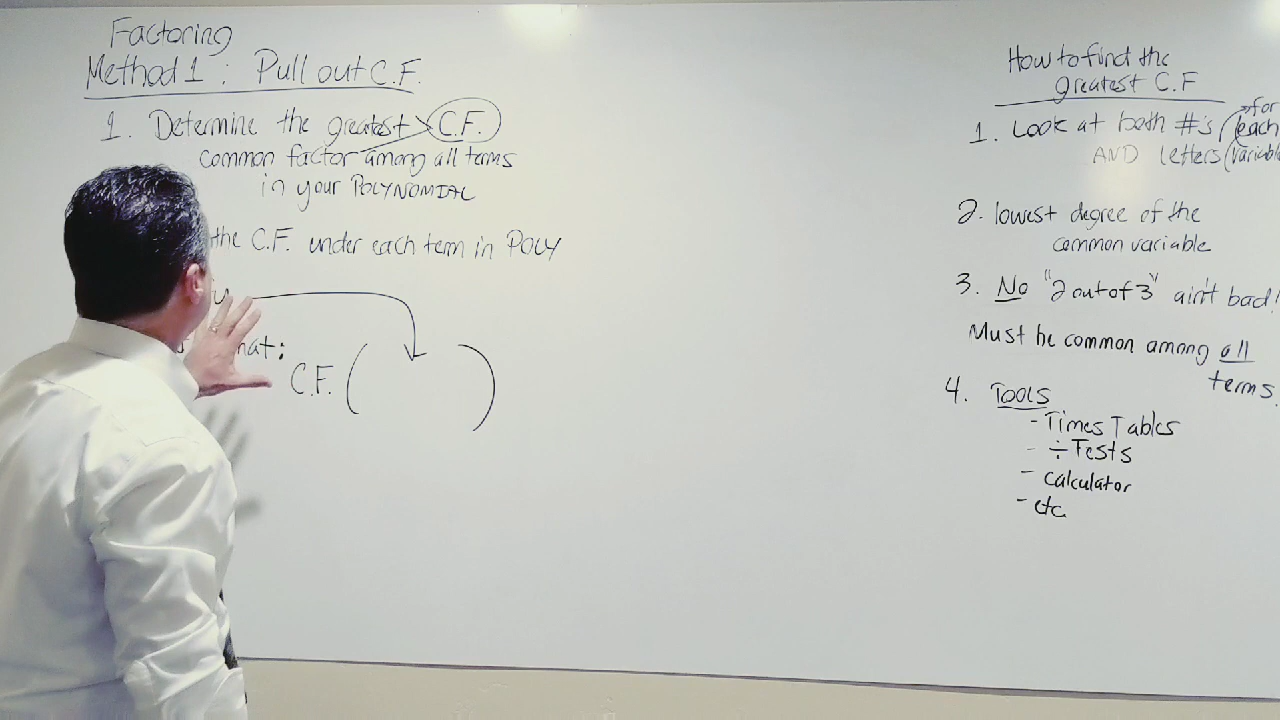 Factoring
Method 1 : Pull out C.F.
1. Determine the greatest C.F.
common factor among all terms
in your POLYNOMIAL
the C.F. under each term in POLY
C.F. ( )
How to find the
greatest C.F
1. Look at both #'s for each
AND letters (variable
2. lowest degree of the
common variable
3. No "2 out of 3" ain't bad!
Must be common among all
terms.
4. TOOLS
- Times Tables
- ÷ Tests
- calculator
- etc